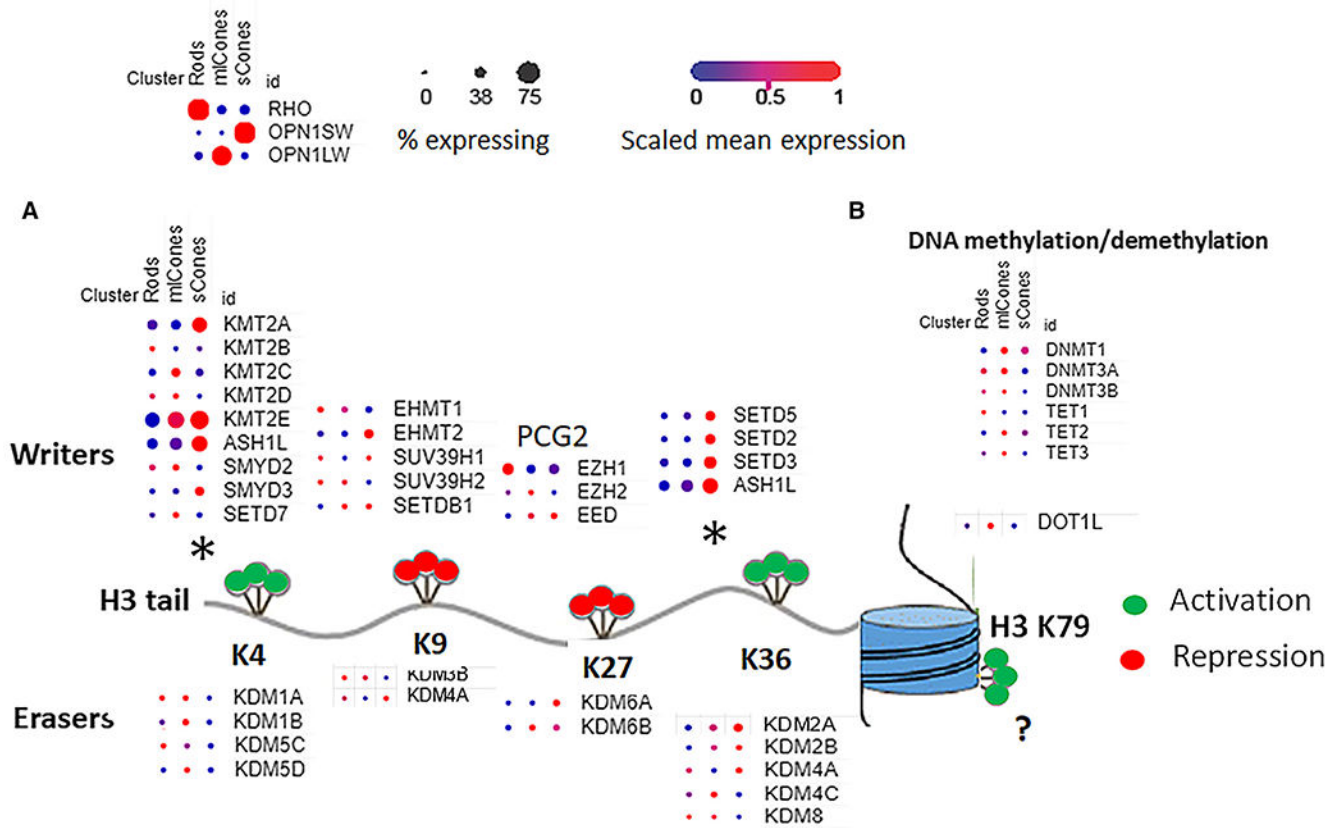 Cluster Rods mlCones sCones id
RHO
OPN1SW
OPN1LW
0 38 75
% expressing
0 0.5 1
Scaled mean expression
A
Cluster Rods mlCones sCones id
KMT2A
KMT2B
KMT2C
KMT2D
KMT2E
ASH1L
SMYD2
SMYD3
SETD7
Writers
EHMT1
EHMT2
SUV39H1
SUV39H2
SETDB1
PCG2
EZH1
EZH2
EED
SETD5
SETD2
SETD3
ASH1L
*
*
H3 tail
K4
K9
K27
K36
Erasers
KDM1A
KDM1B
KDM5C
KDM5D
KDM3B
KDM4A
KDM6A
KDM6B
KDM2A
KDM2B
KDM4A
KDM4C
KDM8
B
DNA methylation/demethylation
Cluster Rods mlCones sCones id
DNMT1
DNMT3A
DNMT3B
TET1
TET2
TET3
DOT1L
H3 K79
?
Activation
Repression